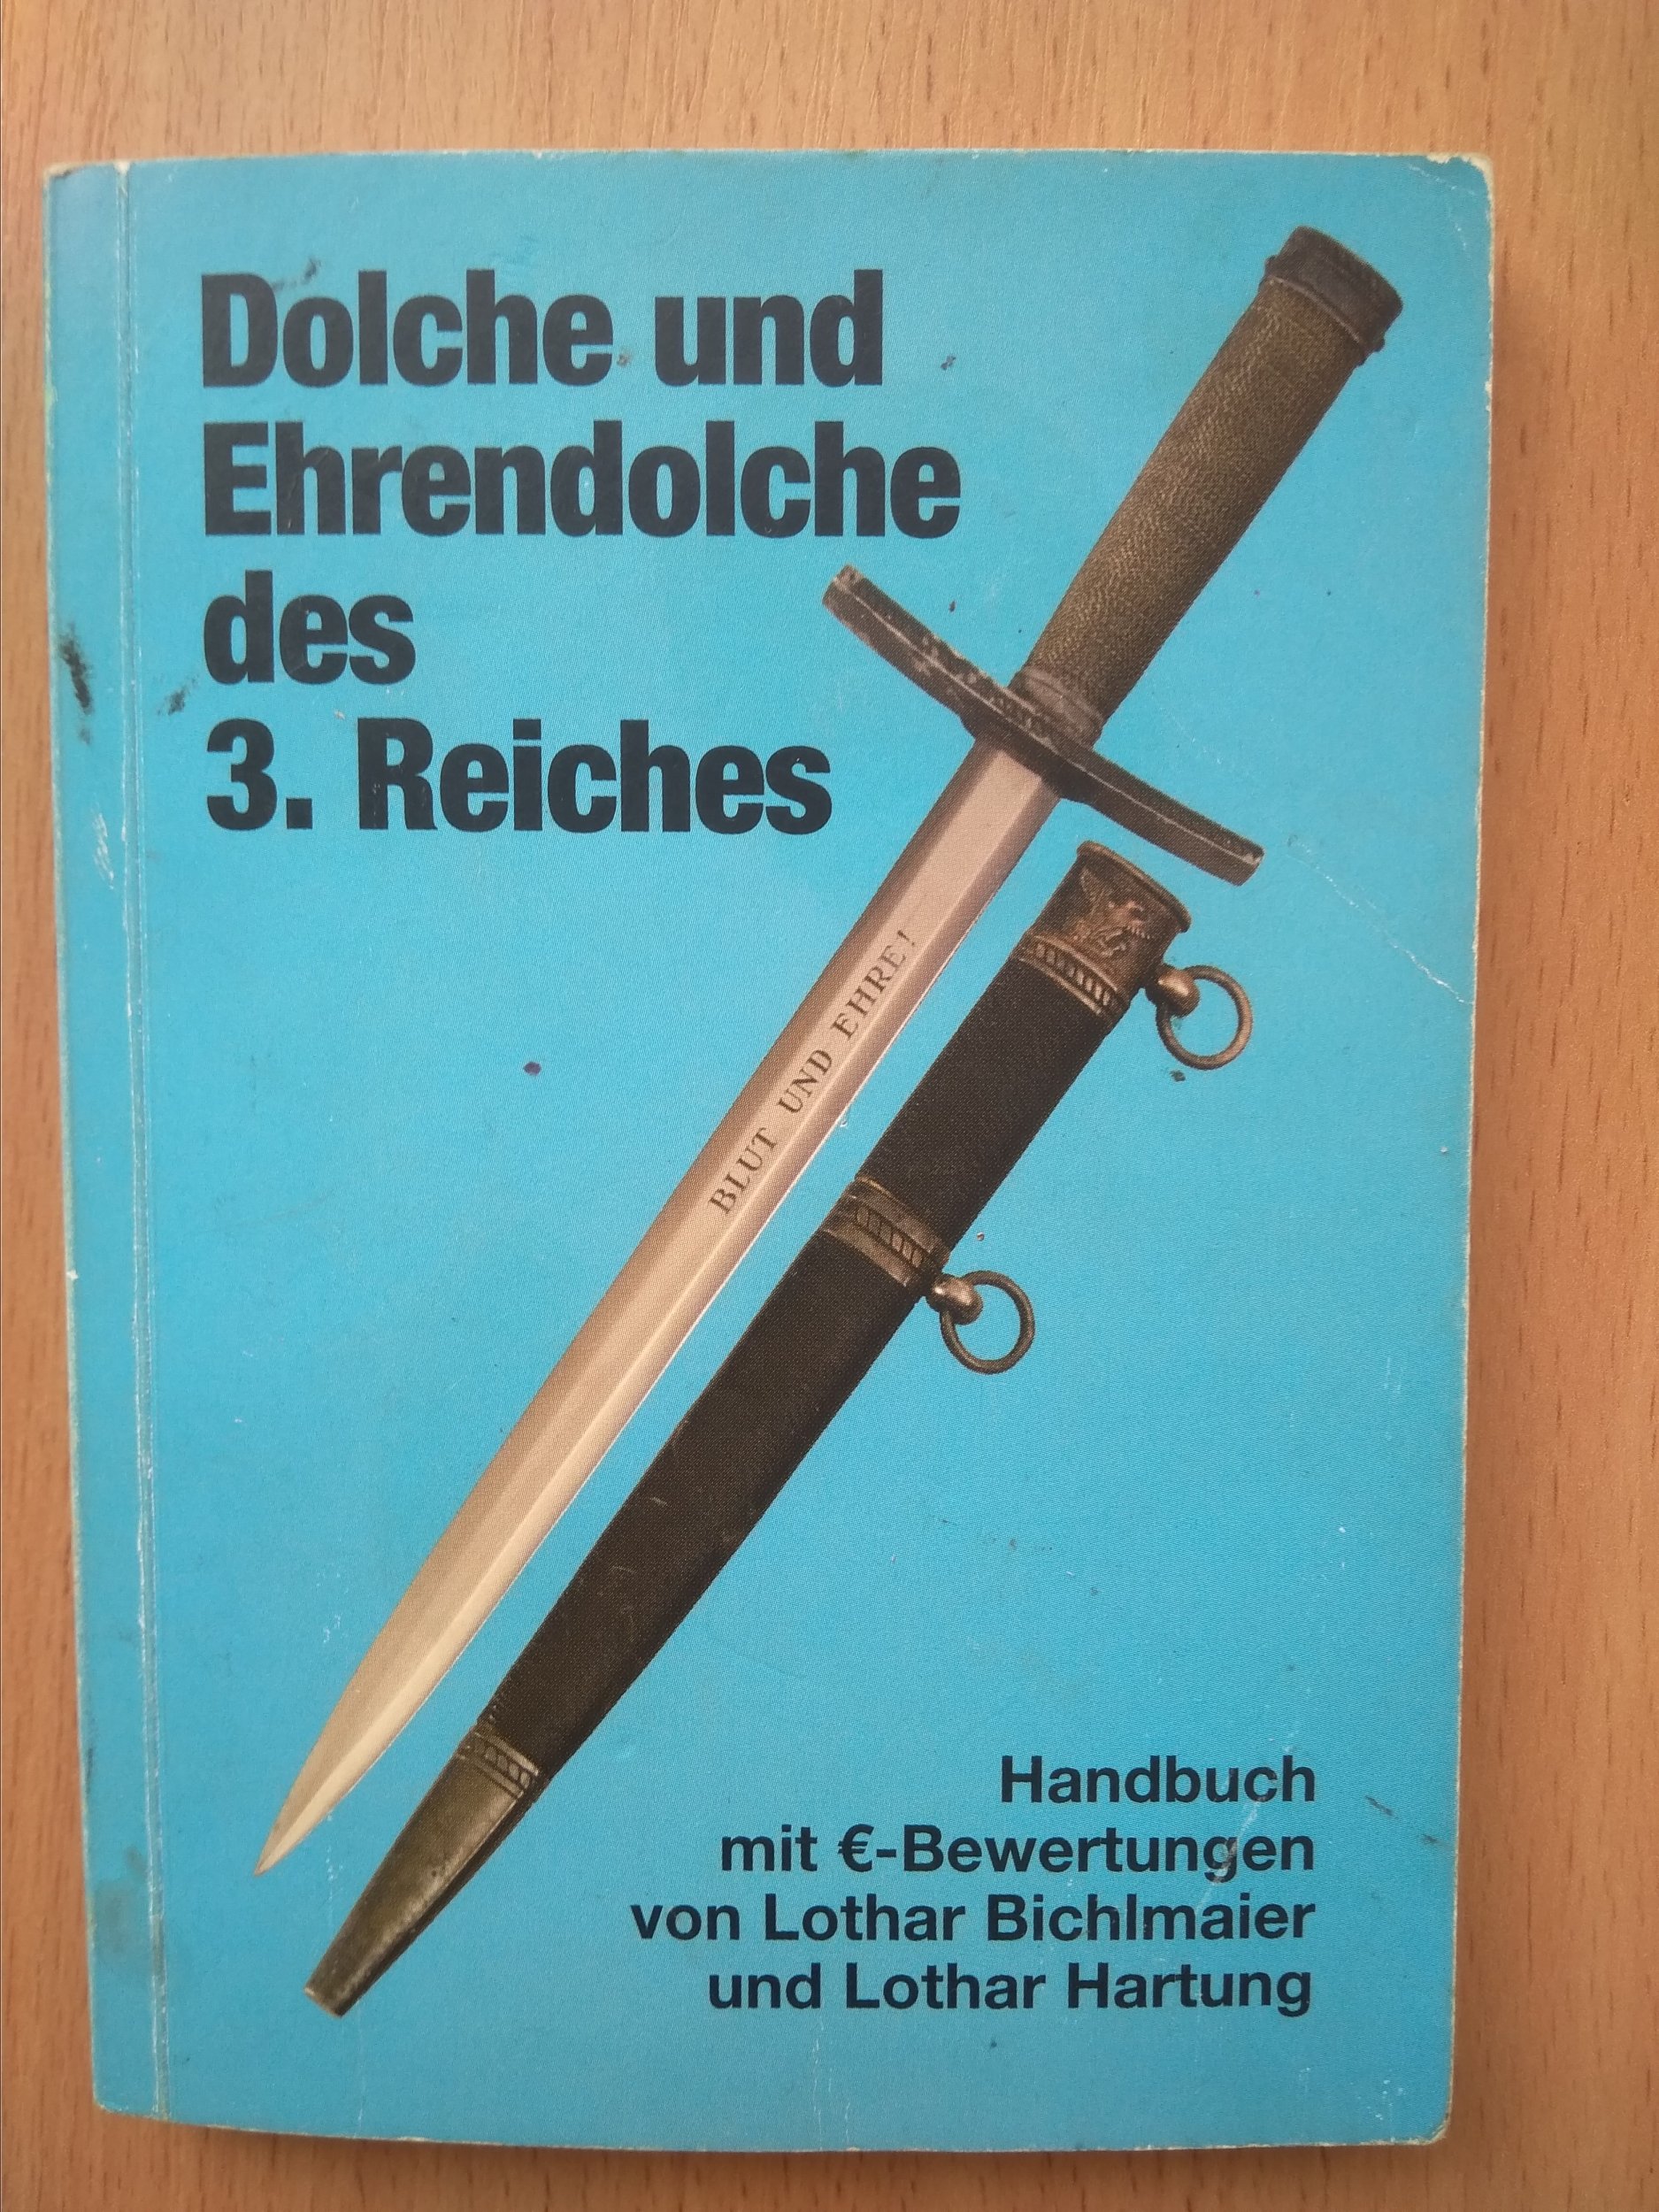 Dolche und
Ehrendolche
des
3. Reiches
BLUT UND EHRE!
Handbuch
mit €-Bewertungen
von Lothar Bichlmaier
und Lothar Hartung